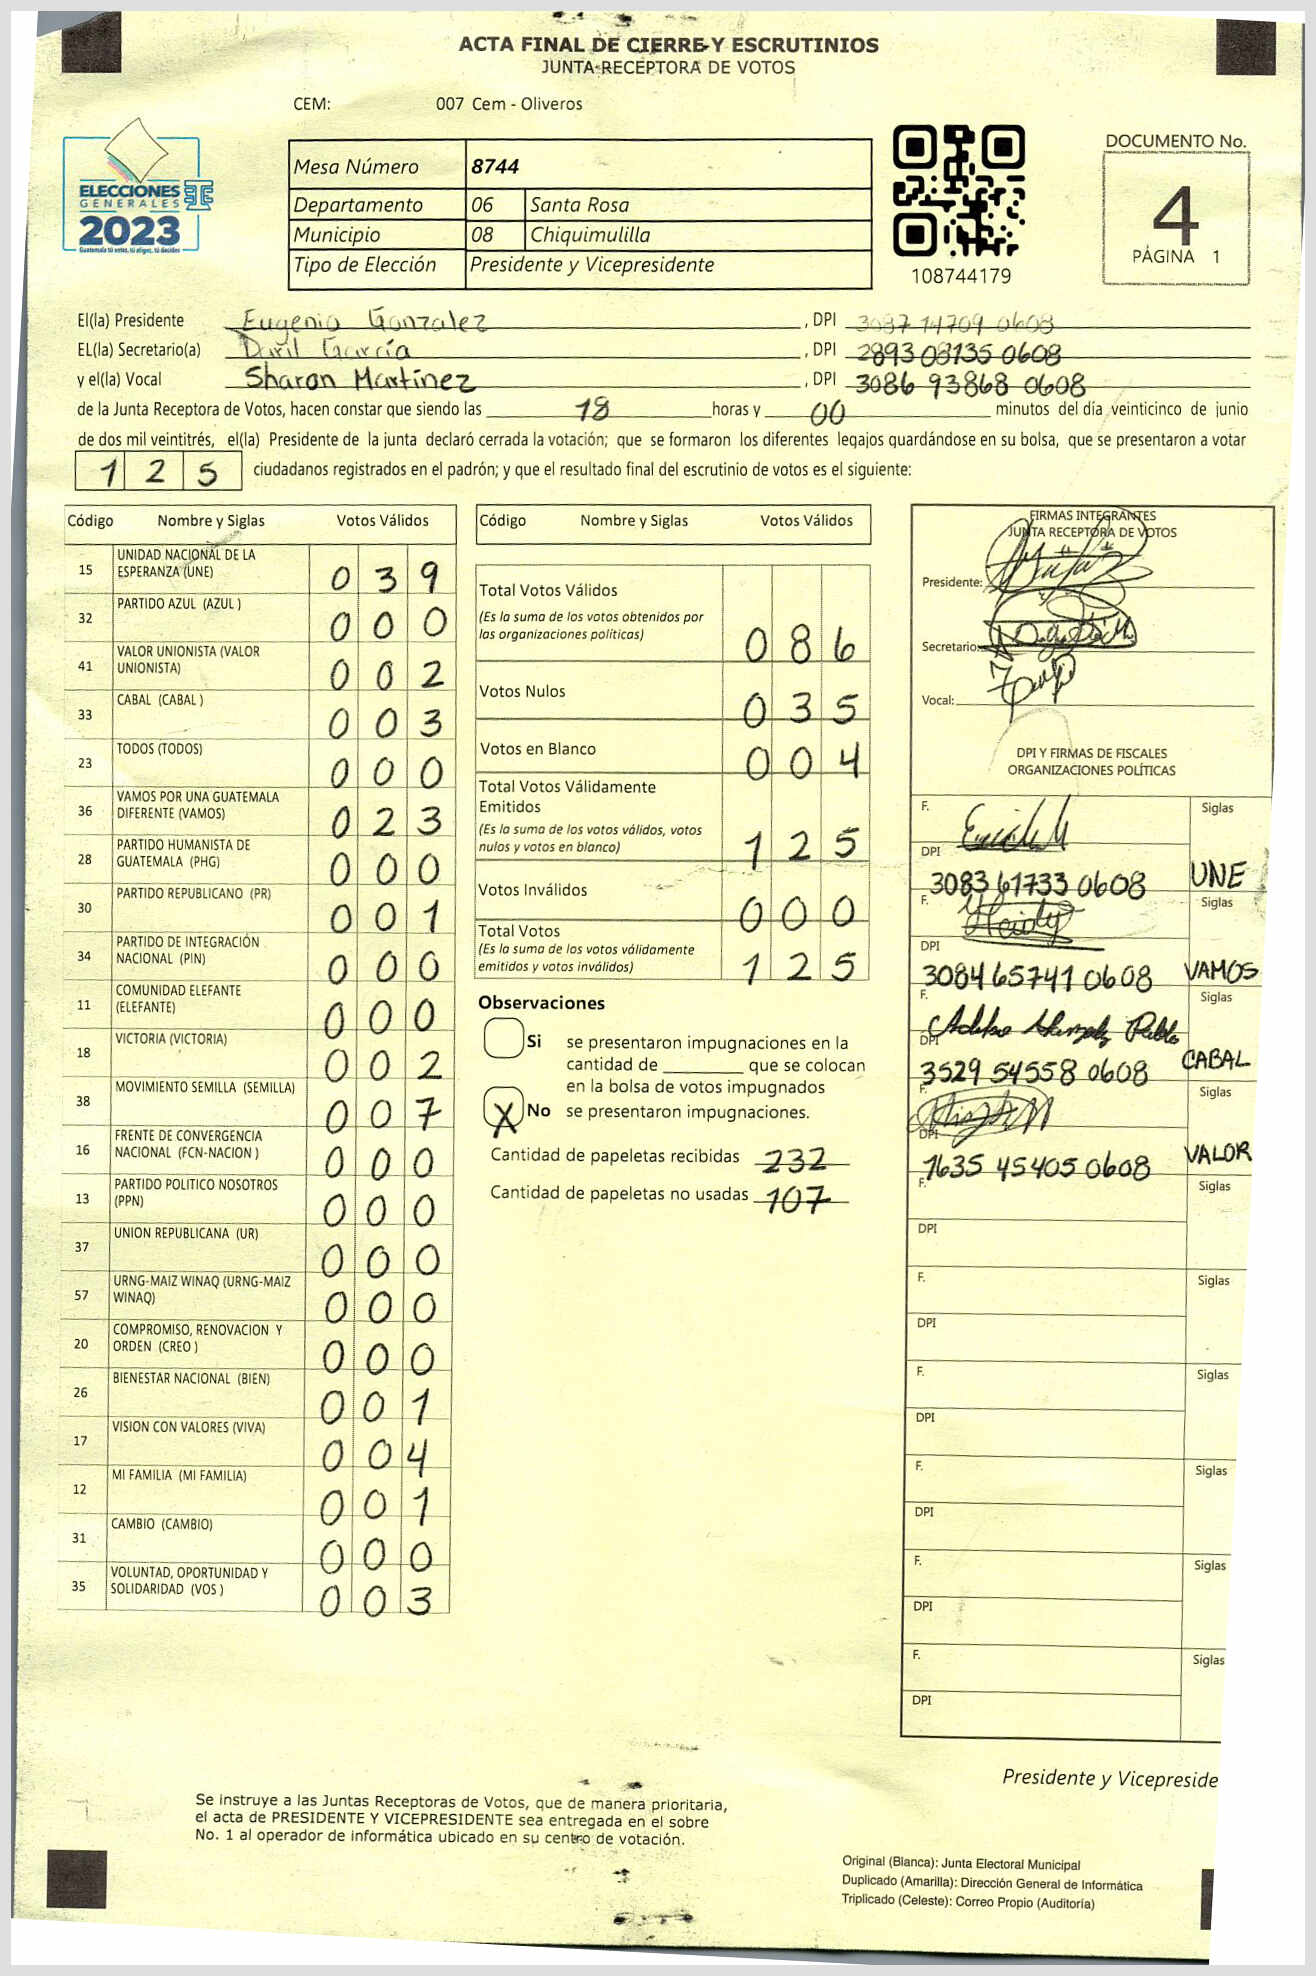 ACTA FINAL DE CIERRE Y ESCRUTINIOS
JUNTA RECEPTORA DE VOTOS
CEM: 007 Cem - Oliveros
ELECCIONES
GENERALES
2023
Guatemala tú votas, tú eliges, tú decides
Mesa Número 8744
Departamento 06 Santa Rosa
Municipio 08 Chiquimulilla
Tipo de Elección Presidente y Vicepresidente
108744179
DOCUMENTO No.
4
PÁGINA 1
El(la) Presidente Eugenio Gonzalez , DPI 3087 14709 0608
EL(la) Secretario(a) Daril García , DPI 2893 08135 0608
y el(la) Vocal Sharon Martínez , DPI 3086 93868 0608
de la Junta Receptora de Votos, hacen constar que siendo las 18 horas y 00 minutos del día veinticinco de junio
de dos mil veintitrés, el(la) Presidente de la junta declaró cerrada la votación; que se formaron los diferentes legajos quardándose en su bolsa, que se presentaron a votar
1 2 5 ciudadanos registrados en el padrón; y que el resultado final del escrutinio de votos es el siguiente:
Código Nombre y Siglas Votos Válidos
15 UNIDAD NACIONAL DE LA ESPERANZA (UNE) 0 3 9
32 PARTIDO AZUL (AZUL ) 0 0 0
41 VALOR UNIONISTA (VALOR UNIONISTA) 0 0 2
33 CABAL (CABAL ) 0 0 3
23 TODOS (TODOS) 0 0 0
36 VAMOS POR UNA GUATEMALA DIFERENTE (VAMOS) 0 2 3
28 PARTIDO HUMANISTA DE GUATEMALA (PHG) 0 0 0
30 PARTIDO REPUBLICANO (PR) 0 0 1
34 PARTIDO DE INTEGRACIÓN NACIONAL (PIN) 0 0 0
11 COMUNIDAD ELEFANTE (ELEFANTE) 0 0 0
18 VICTORIA (VICTORIA) 0 0 2
38 MOVIMIENTO SEMILLA (SEMILLA) 0 0 7
16 FRENTE DE CONVERGENCIA NACIONAL (FCN-NACION ) 0 0 0
13 PARTIDO POLITICO NOSOTROS (PPN) 0 0 0
37 UNION REPUBLICANA (UR) 0 0 0
57 URNG-MAIZ WINAQ (URNG-MAIZ WINAQ) 0 0 0
20 COMPROMISO, RENOVACION Y ORDEN (CREO ) 0 0 0
26 BIENESTAR NACIONAL (BIEN) 0 0 1
17 VISION CON VALORES (VIVA) 0 0 4
12 MI FAMILIA (MI FAMILIA) 0 0 1
31 CAMBIO (CAMBIO) 0 0 0
35 VOLUNTAD, OPORTUNIDAD Y SOLIDARIDAD (VOS ) 0 0 3
Código Nombre y Siglas Votos Válidos
Total Votos Válidos
(Es la suma de los votos obtenidos por
las organizaciones políticas) 0 8 6
Votos Nulos 0 3 5
Votos en Blanco 0 0 4
Total Votos Válidamente
Emitidos
(Es la suma de los votos válidos, votos
nulos y votos en blanco) 1 2 5
Votos Inválidos 0 0 0
Total Votos
(Es la suma de los votos válidamente
emitidos y votos inválidos) 1 2 5
Observaciones
Si se presentaron impugnaciones en la
cantidad de ________ que se colocan
en la bolsa de votos impugnados
X No se presentaron impugnaciones.
Cantidad de papeletas recibidas 232
Cantidad de papeletas no usadas 107
FIRMAS INTEGRANTES
JUNTA RECEPTORA DE VOTOS
Presidente:
Secretario:
Vocal:
DPI Y FIRMAS DE FISCALES
ORGANIZACIONES POLÍTICAS
F. Siglas
DPI 3083 61733 0608 UNE
F. Heidy Siglas
DPI 3084 65741 0608 VAMOS
F. Siglas
DPI 3529 54558 0608 CABAL
F. Siglas
DPI 1635 45405 0608 VALOR
F. Siglas
DPI
F. Siglas
DPI
F. Siglas
DPI
F. Siglas
DPI
F. Siglas
DPI
F. Siglas
DPI
Presidente y Vicepreside
Se instruye a las Juntas Receptoras de Votos, que de manera prioritaria,
el acta de PRESIDENTE Y VICEPRESIDENTE sea entregada en el sobre
No. 1 al operador de informática ubicado en su centro de votación.
Original (Blanca): Junta Electoral Municipal
Duplicado (Amarilla): Dirección General de Informática
Triplicado (Celeste): Correo Propio (Auditoría)